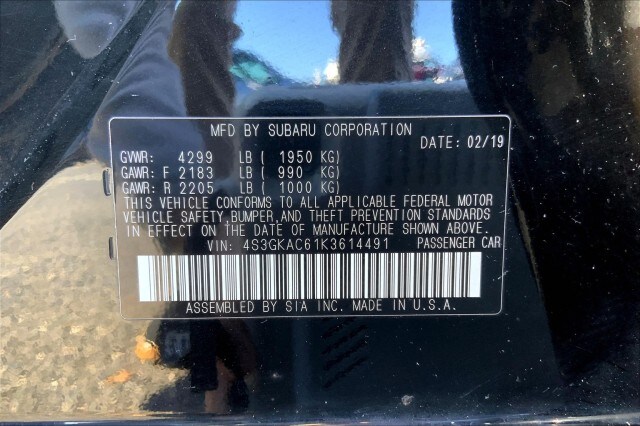 MFD BY SUBARU CORPORATION
DATE: 02/19
GVWR: 4299 LB ( 1950 KG)
GAWR: F 2183 LB ( 990 KG)
GAWR: R 2205 LB ( 1000 KG)
THIS VEHICLE CONFORMS TO ALL APPLICABLE FEDERAL MOTOR
VEHICLE SAFETY, BUMPER, AND THEFT PREVENTION STANDARDS
IN EFFECT ON THE DATE OF MANUFACTURE SHOWN ABOVE.
VIN: 4S3GKAC61K3614491 PASSENGER CAR
ASSEMBLED BY SIA INC. MADE IN U.S.A.